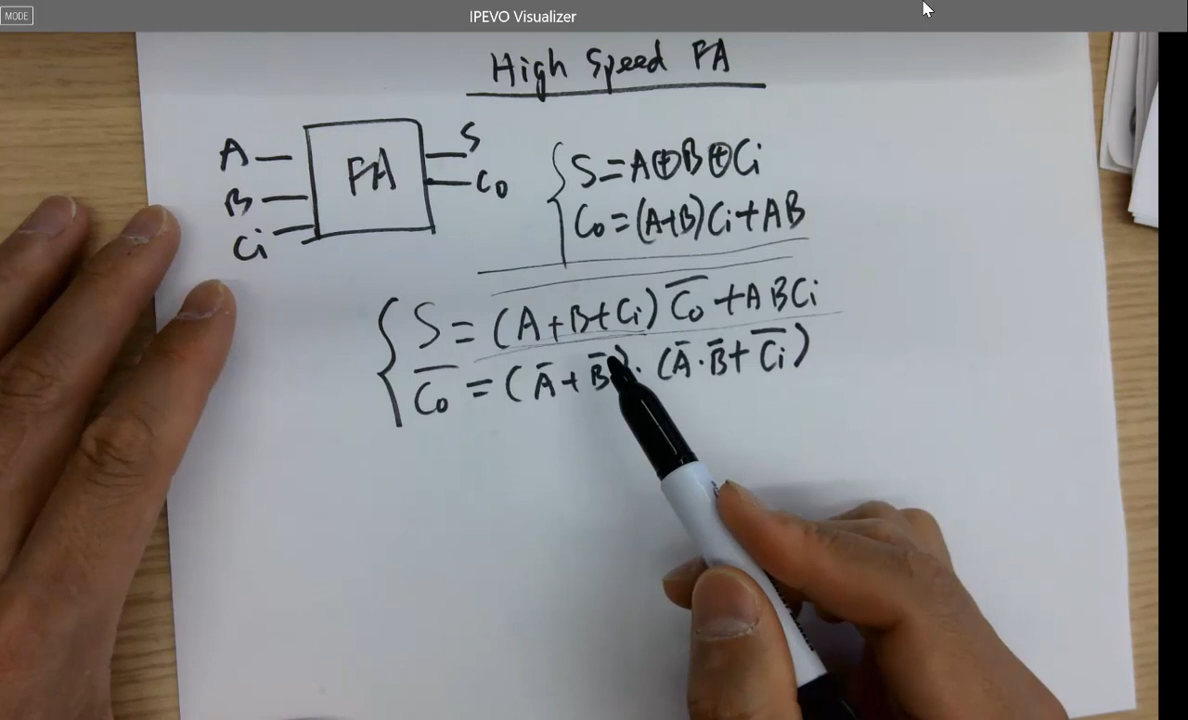 MODE
IPEVO Visualizer
High Speed FA
A
B
Ci
FA
S
Co
S=A⊕B⊕Ci
Co=(A+B)Ci+AB
S=(A+B+Ci)C̅o̅+ABCi
C̅o̅=(A̅+B̅)·(A̅·B̅+C̅i̅)